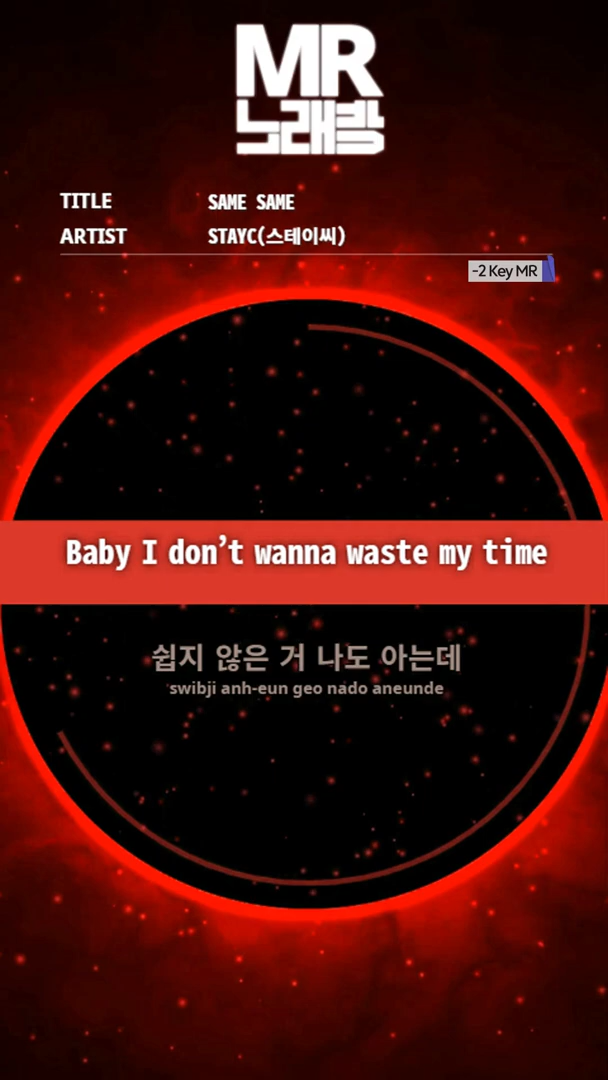 MR
노래방
TITLE SAME SAME
ARTIST STAYC(스테이씨)
-2 Key MR
Baby I don’t wanna waste my time
쉽지 않은 거 나도 아는데
swibji anh-eun geo nado aneunde